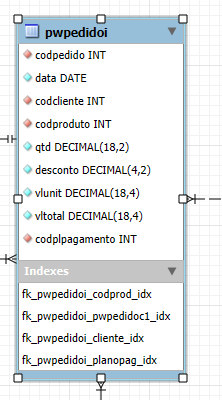 pwpedidoi
codpedido INT
data DATE
codcliente INT
codproduto INT
qtd DECIMAL(18,2)
desconto DECIMAL(4,2)
vlunit DECIMAL(18,4)
vltotal DECIMAL(18,4)
codplpagamento INT
Indexes
fk_pwpedidoi_codprod_idx
fk_pwpedidoi_pwpedidoc1_idx
fk_pwpedidoi_cliente_idx
fk_pwpedidoi_planopag_idx